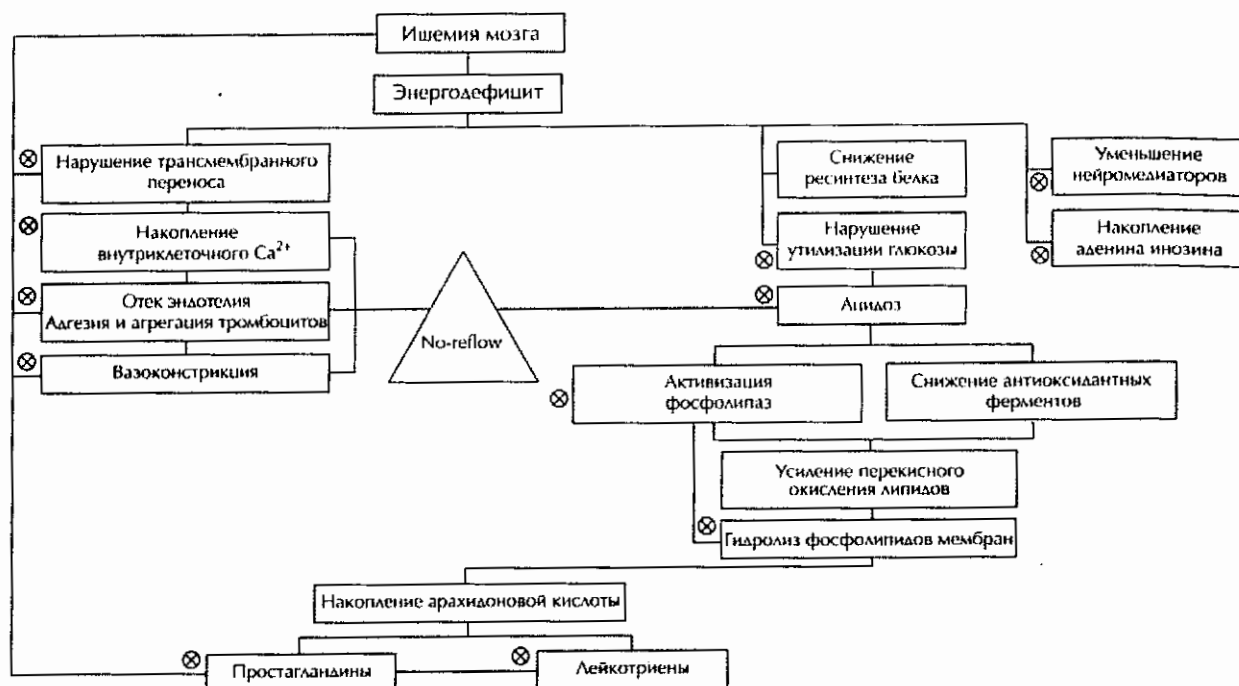 Ишемия мозга
Энергодефицит
Нарушение трансмембранного
переноса
Накопление
внутриклеточного Ca²⁺
Отек эндотелия
Адгезия и агрегация тромбоцитов
Вазоконстрикция
No-reflow
Снижение
ресинтеза белка
Нарушение
утилизации глюкозы
Ацидоз
Уменьшение
нейромедиаторов
Накопление
аденина инозина
Активизация
фосфолипаз
Снижение антиоксидантных
ферментов
Усиление перекисного
окисления липидов
Гидролиз фосфолипидов мембран
Накопление арахидоновой кислоты
Простагландины
Лейкотриены